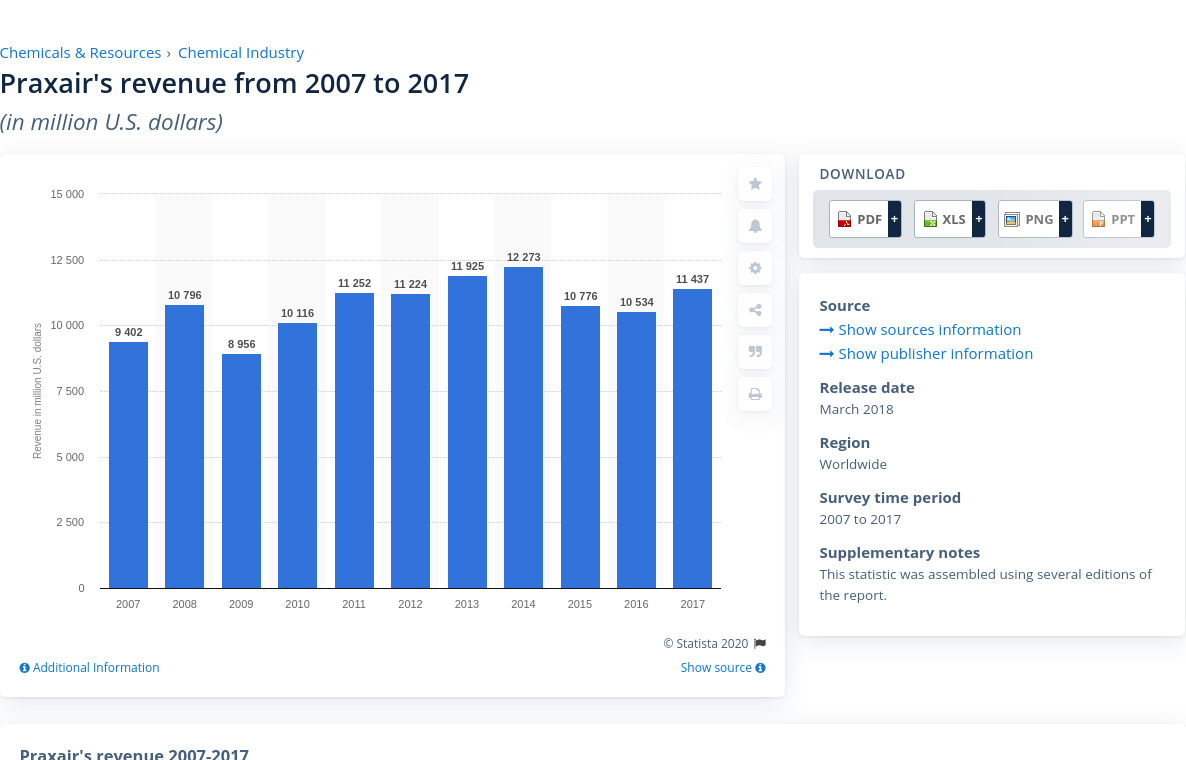 Chemicals & Resources › Chemical Industry
Praxair's revenue from 2007 to 2017
(in million U.S. dollars)
15 000
12 500
10 000
7 500
5 000
2 500
0
Revenue in million U.S. dollars
9 402
10 796
8 956
10 116
11 252
11 224
11 925
12 273
10 776
10 534
11 437
2007
2008
2009
2010
2011
2012
2013
2014
2015
2016
2017
© Statista 2020
Additional Information
Show source
DOWNLOAD
PDF +
XLS +
PNG +
PPT +
Source
Show sources information
Show publisher information
Release date
March 2018
Region
Worldwide
Survey time period
2007 to 2017
Supplementary notes
This statistic was assembled using several editions of
the report.
Praxair's revenue 2007-2017